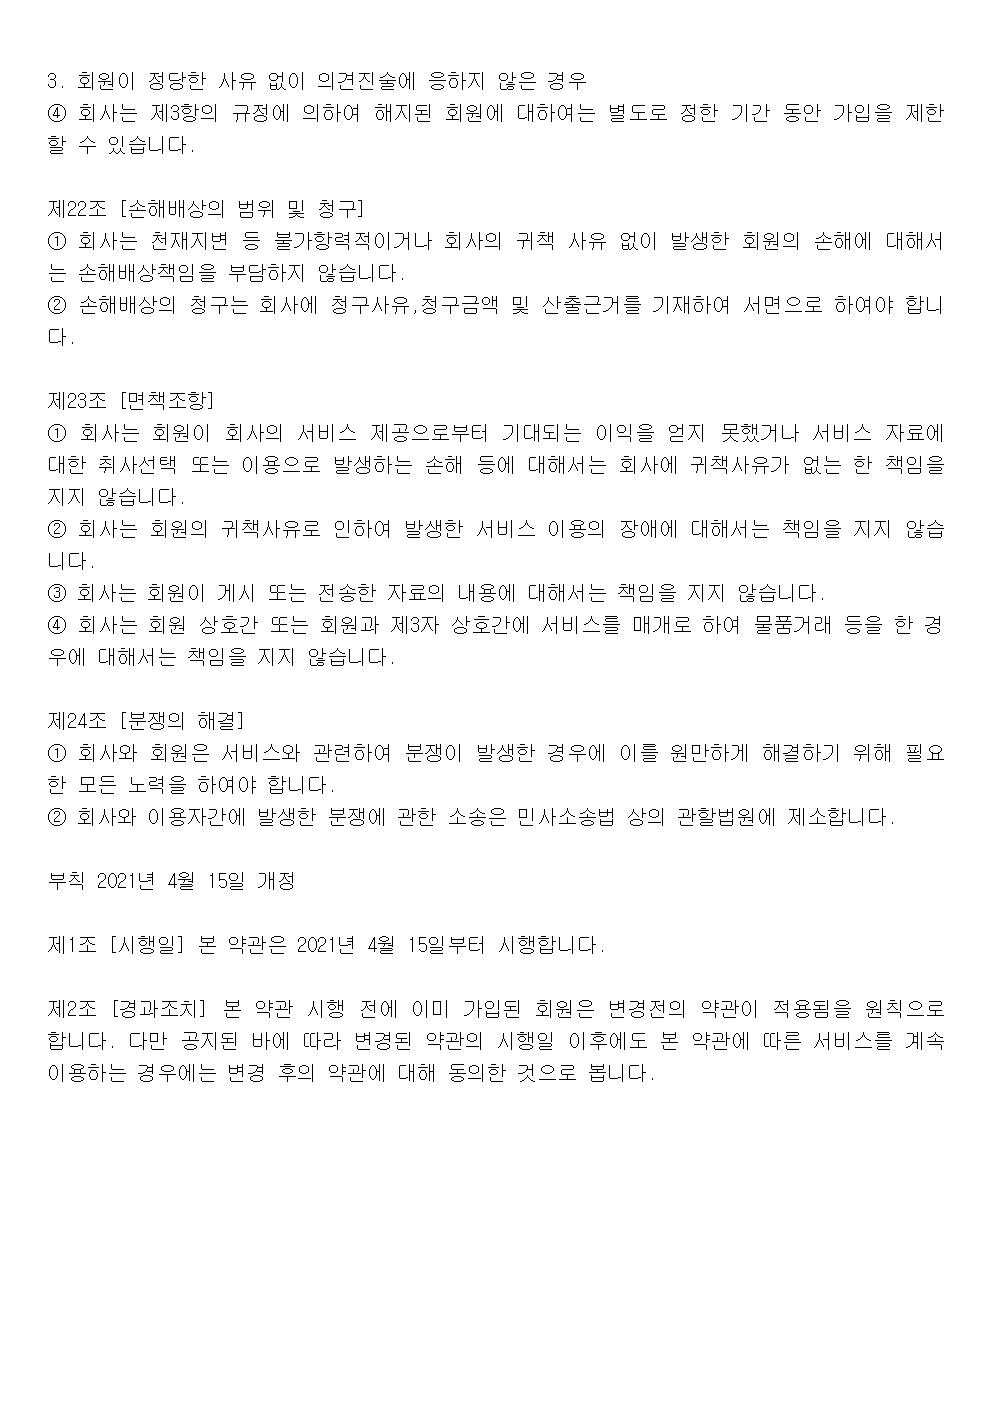 3. 회원이 정당한 사유 없이 의견진술에 응하지 않은 경우
④ 회사는 제3항의 규정에 의하여 해지된 회원에 대하여는 별도로 정한 기간 동안 가입을 제한
할 수 있습니다.
제22조 [손해배상의 범위 및 청구]
① 회사는 천재지변 등 불가항력적이거나 회사의 귀책 사유 없이 발생한 회원의 손해에 대해서
는 손해배상책임을 부담하지 않습니다.
② 손해배상의 청구는 회사에 청구사유,청구금액 및 산출근거를 기재하여 서면으로 하여야 합니
다.
제23조 [면책조항]
① 회사는 회원이 회사의 서비스 제공으로부터 기대되는 이익을 얻지 못했거나 서비스 자료에
대한 취사선택 또는 이용으로 발생하는 손해 등에 대해서는 회사에 귀책사유가 없는 한 책임을
지지 않습니다.
② 회사는 회원의 귀책사유로 인하여 발생한 서비스 이용의 장애에 대해서는 책임을 지지 않습
니다.
③ 회사는 회원이 게시 또는 전송한 자료의 내용에 대해서는 책임을 지지 않습니다.
④ 회사는 회원 상호간 또는 회원과 제3자 상호간에 서비스를 매개로 하여 물품거래 등을 한 경
우에 대해서는 책임을 지지 않습니다.
제24조 [분쟁의 해결]
① 회사와 회원은 서비스와 관련하여 분쟁이 발생한 경우에 이를 원만하게 해결하기 위해 필요
한 모든 노력을 하여야 합니다.
② 회사와 이용자간에 발생한 분쟁에 관한 소송은 민사소송법 상의 관할법원에 제소합니다.
부칙 2021년 4월 15일 개정
제1조 [시행일] 본 약관은 2021년 4월 15일부터 시행합니다.
제2조 [경과조치] 본 약관 시행 전에 이미 가입된 회원은 변경전의 약관이 적용됨을 원칙으로
합니다. 다만 공지된 바에 따라 변경된 약관의 시행일 이후에도 본 약관에 따른 서비스를 계속
이용하는 경우에는 변경 후의 약관에 대해 동의한 것으로 봅니다.